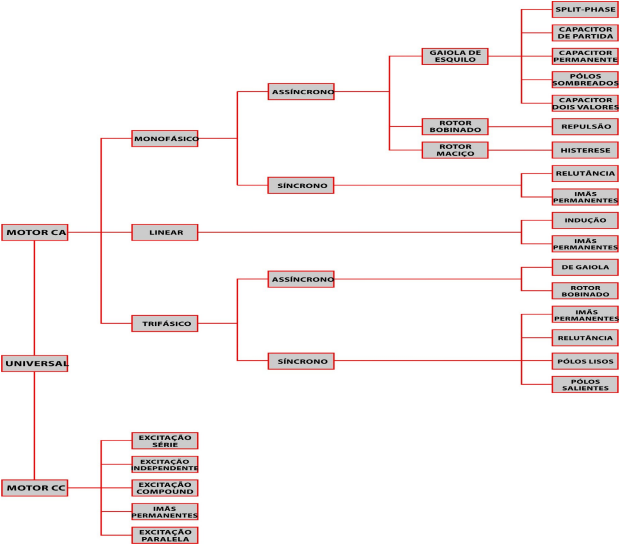 SPLIT-PHASE
CAPACITOR
DE PARTIDA
GAIOLA DE
ESQUILO
CAPACITOR
PERMANENTE
PÓLOS
SOMBREADOS
ASSÍNCRONO
CAPACITOR
DOIS VALORES
ROTOR
BOBINADO
REPULSÃO
MONOFÁSICO
ROTOR
MACIÇO
HISTERESE
RELUTÂNCIA
SÍNCRONO
IMÃS
PERMANENTES
INDUÇÃO
MOTOR CA
LINEAR
IMÃS
PERMANENTES
DE GAIOLA
ASSÍNCRONO
ROTOR
BOBINADO
IMÃS
PERMANENTES
TRIFÁSICO
RELUTÂNCIA
UNIVERSAL
SÍNCRONO
PÓLOS LISOS
PÓLOS
SALIENTES
EXCITAÇÃO
SÉRIE
EXCITAÇÃO
INDEPENDENTE
MOTOR CC
EXCITAÇÃO
COMPOUND
IMÃS
PERMANENTES
EXCITAÇÃO
PARALELA